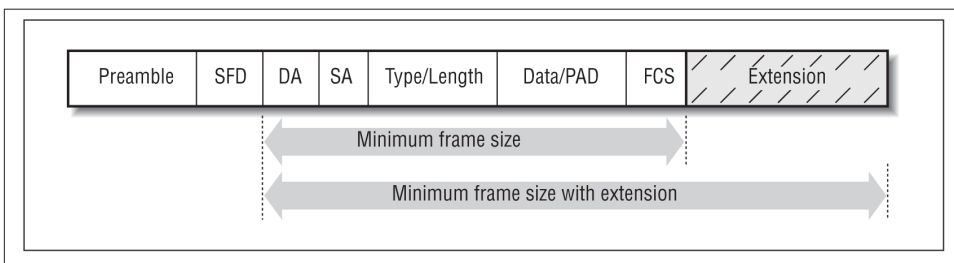 Preamble SFD DA SA Type/Length Data/PAD FCS Extension
Minimum frame size
Minimum frame size with extension